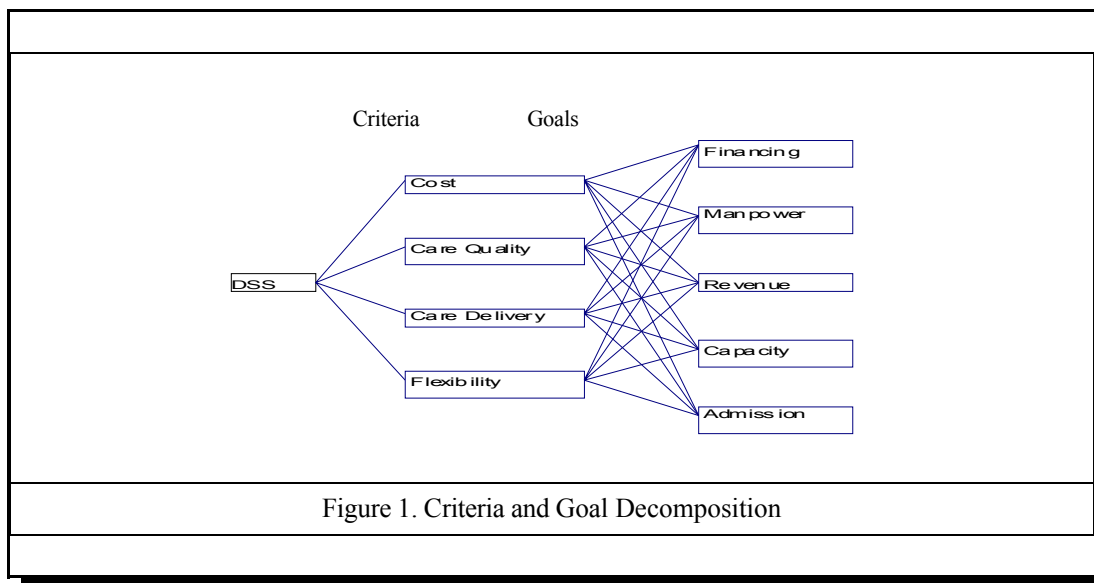 Criteria Goals
Financing
Cost
Manpower
Care Quality
DSS
Revenue
Care Delivery
Capacity
Flexibility
Admission
Figure 1. Criteria and Goal Decomposition